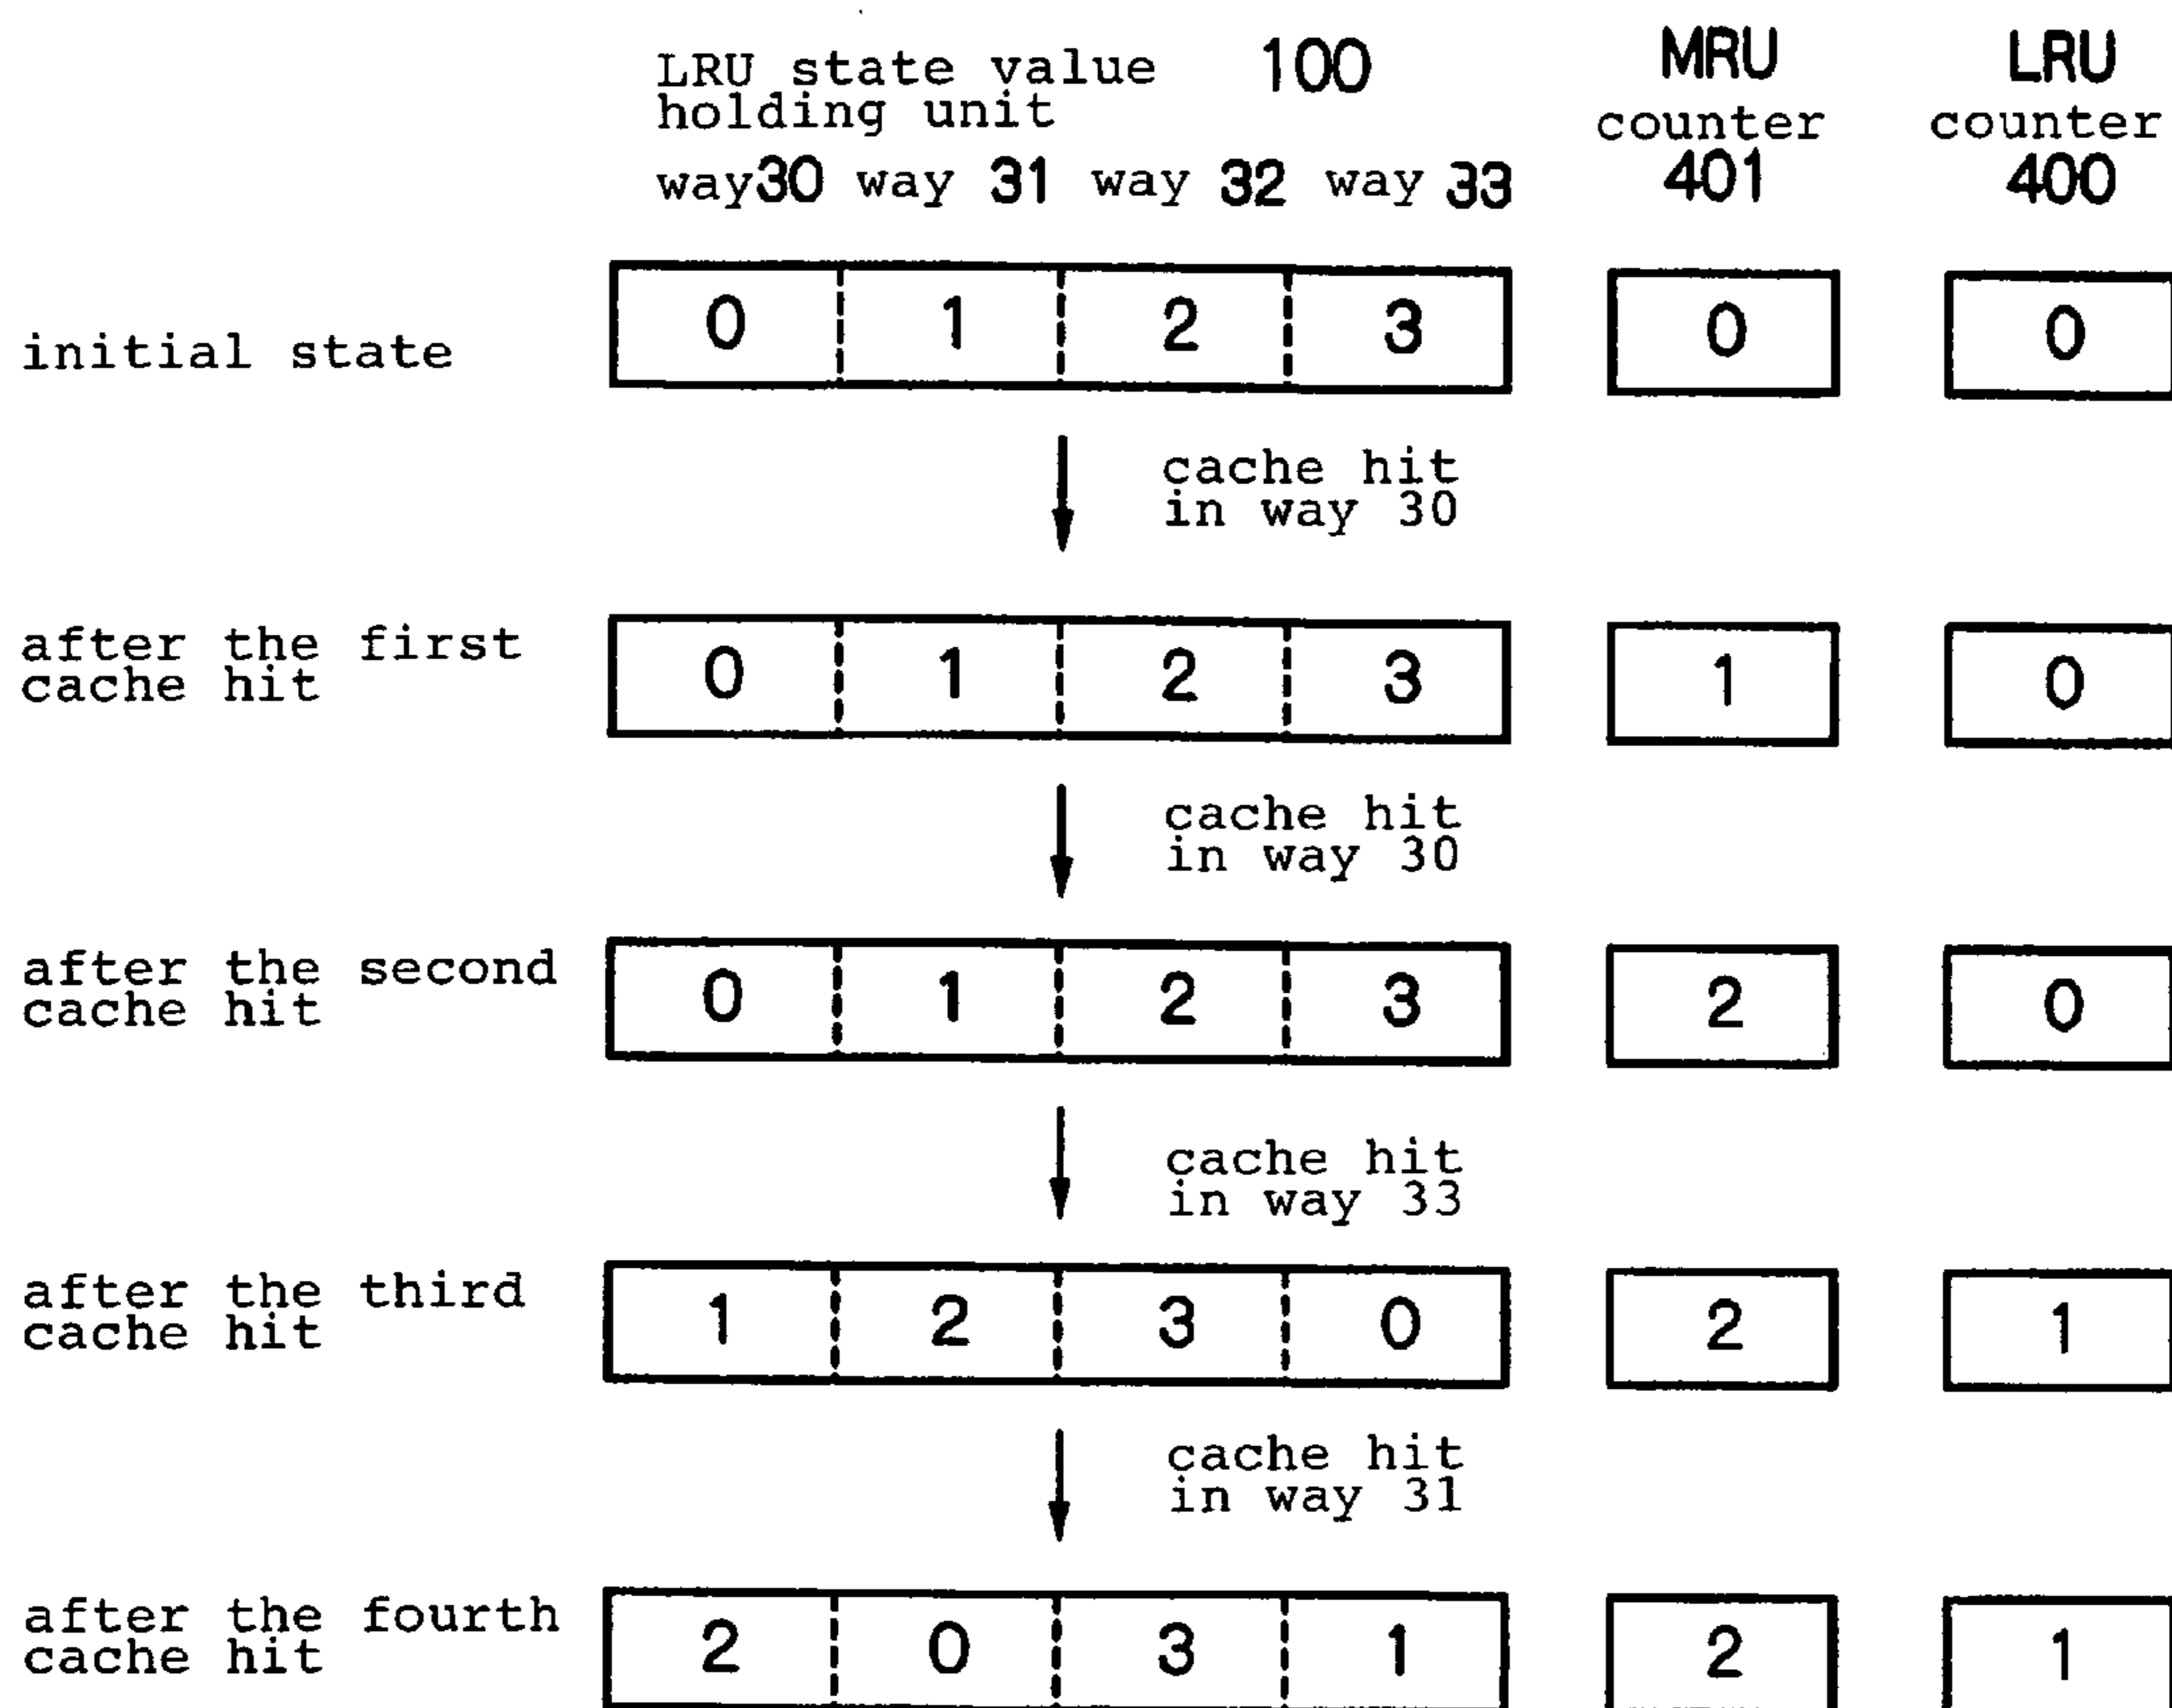 LRU state value 100 MRU LRU
holding unit counter counter
way30 way 31 way 32 way 33 401 400
initial state 0 1 2 3 0 0
cache hit
in way 30
after the first
cache hit 0 1 2 3 1 0
cache hit
in way 30
after the second
cache hit 0 1 2 3 2 0
cache hit
in way 33
after the third
cache hit 1 2 3 0 2 1
cache hit
in way 31
after the fourth
cache hit 2 0 3 1 2 1